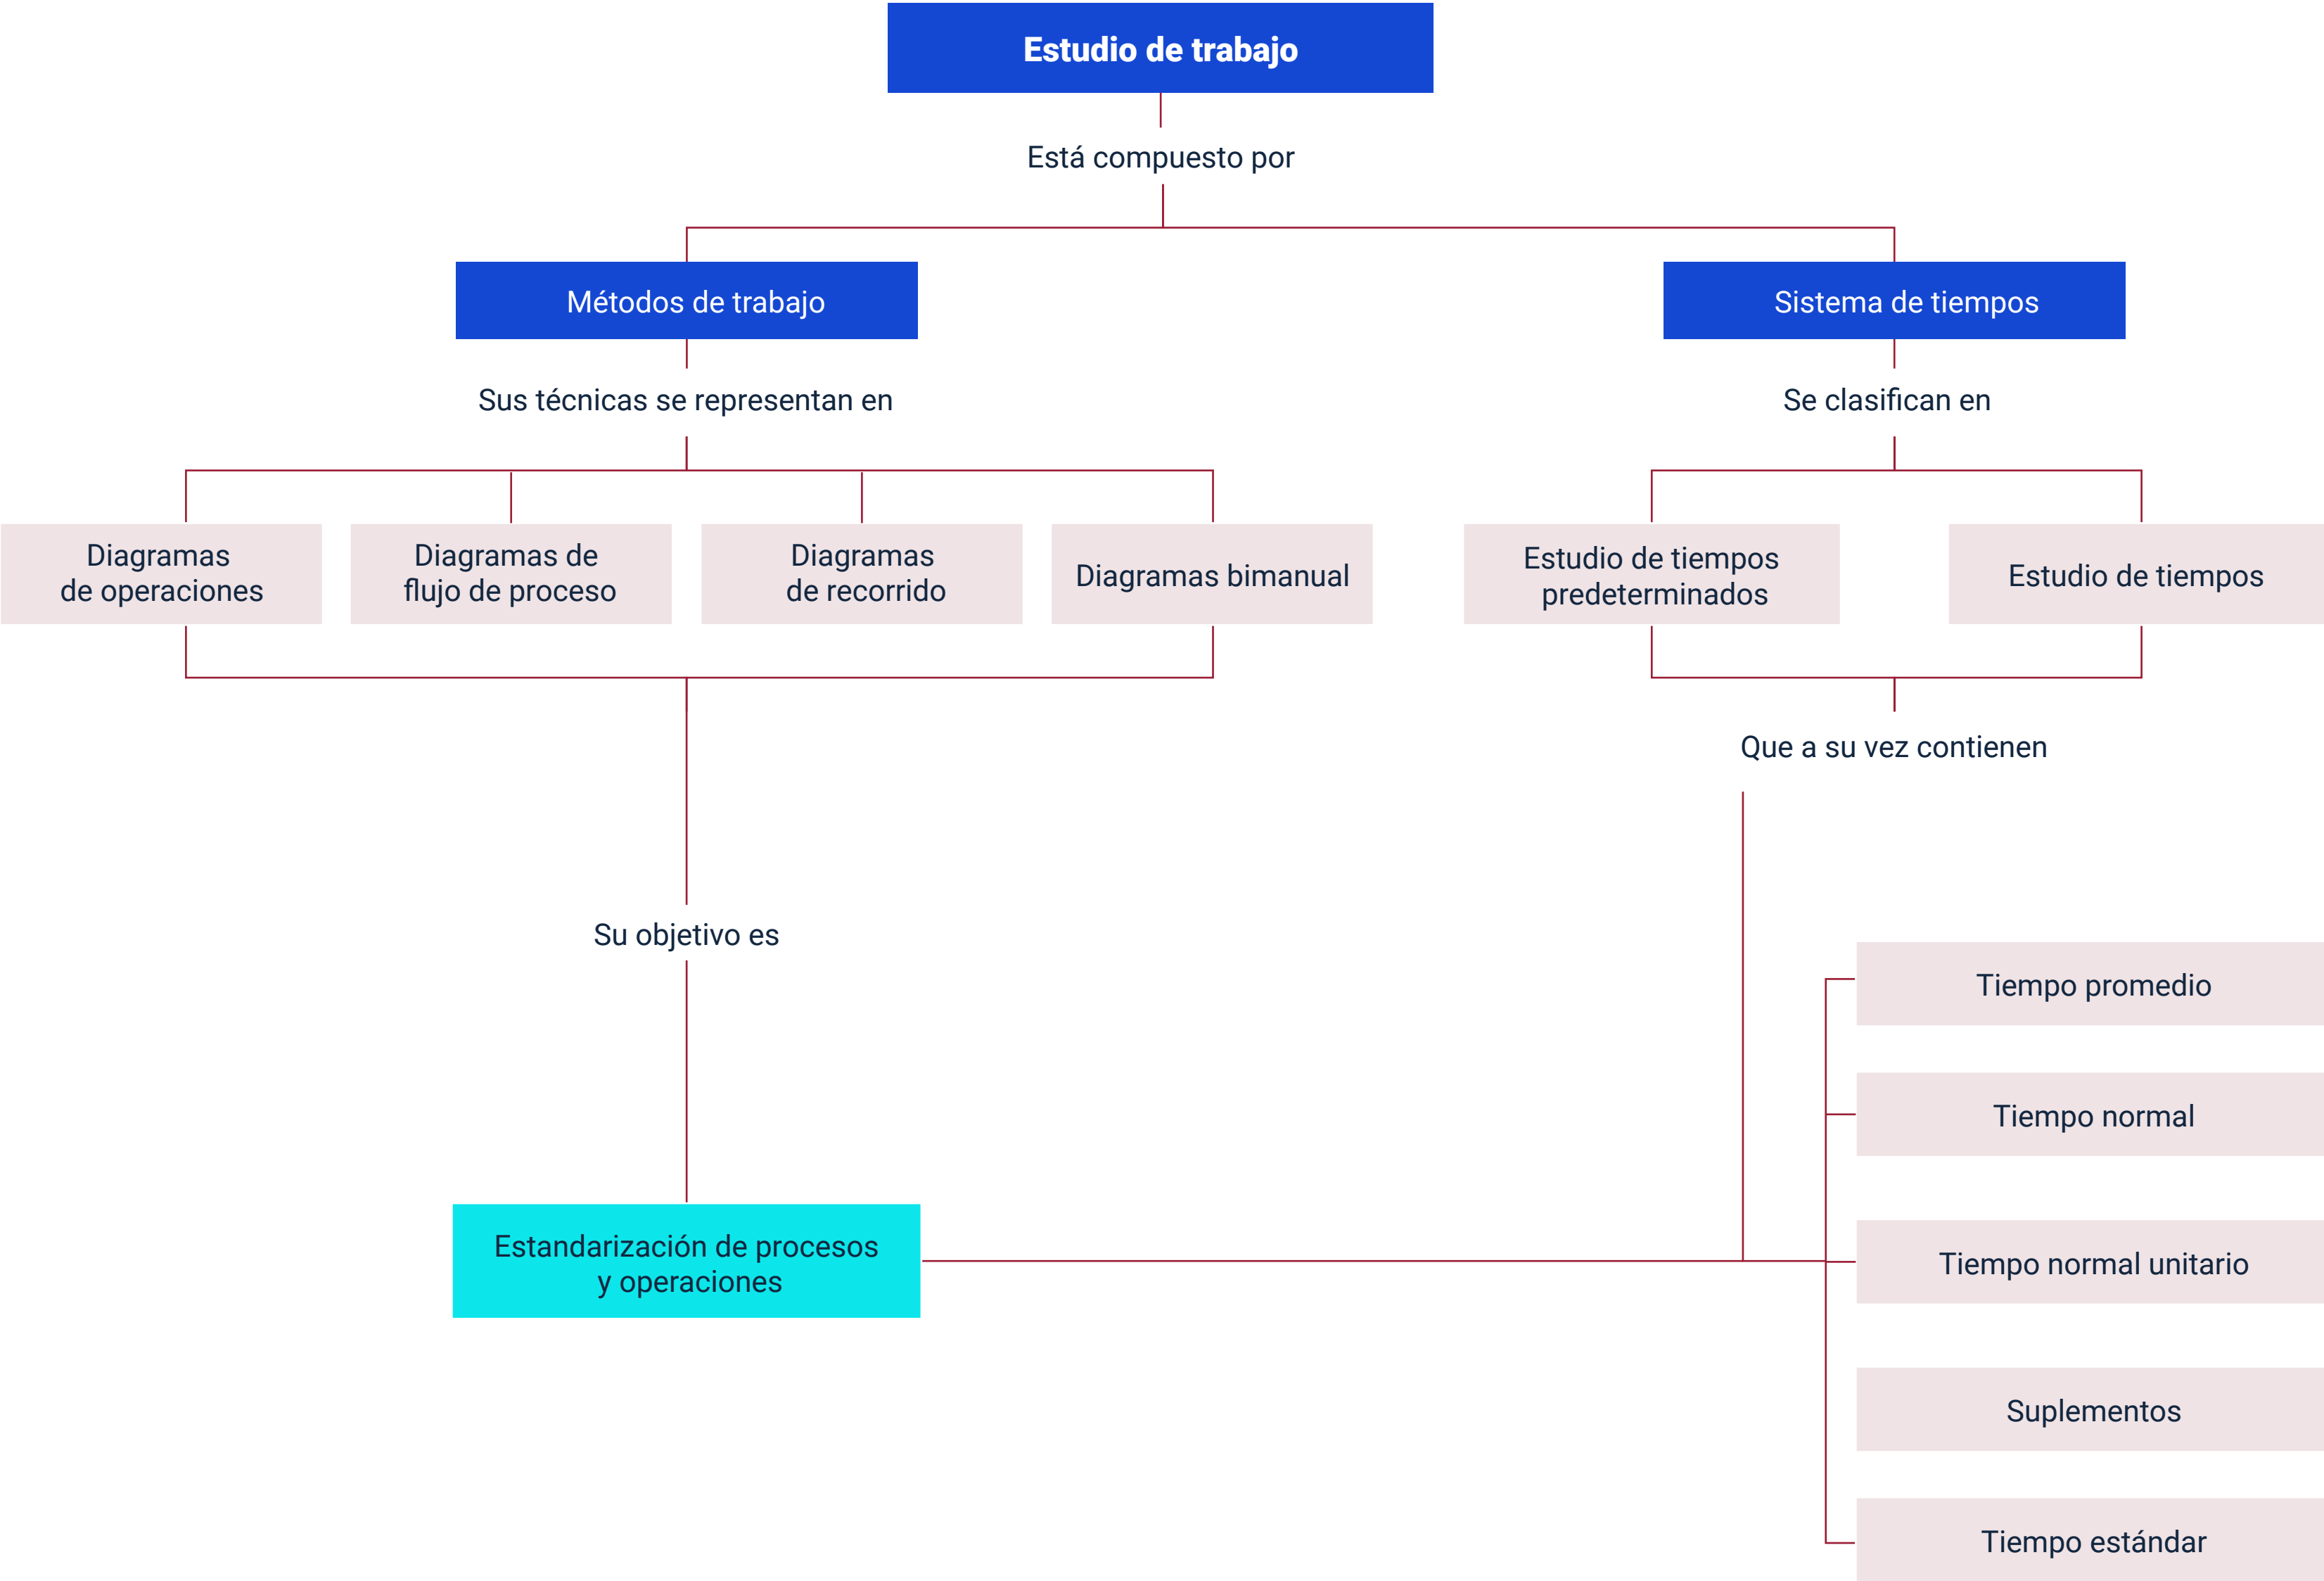 Estudio de trabajo
Está compuesto por
Métodos de trabajo
Sistema de tiempos
Sus técnicas se representan en
Se clasifican en
Diagramas
de operaciones
Diagramas de
flujo de proceso
Diagramas
de recorrido
Diagramas bimanual
Estudio de tiempos
predeterminados
Estudio de tiempos
Que a su vez contienen
Su objetivo es
Tiempo promedio
Tiempo normal
Estandarización de procesos
y operaciones
Tiempo normal unitario
Suplementos
Tiempo estándar